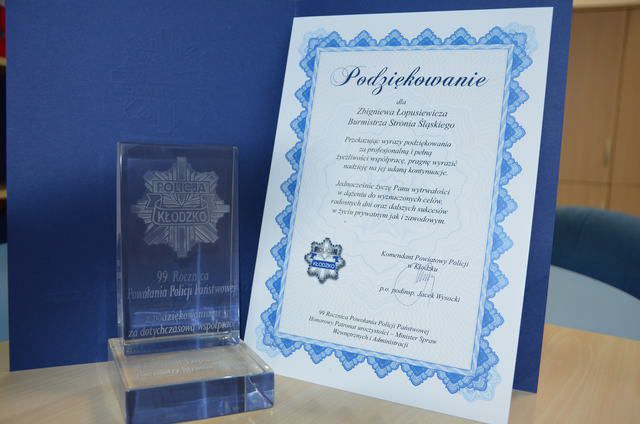 POLICJA
KŁODZKO
99 Rocznica
Powołania Policji Państwowej
z podziękowaniem
za dotychczasową współpracę
Podziękowanie
dla
Zbigniewa Łopusiewicza
Burmistrza Stronia Śląskiego
Przekazując wyrazy podziękowania
za profesjonalną i pełną
życzliwości współpracę, pragnę wyrazić
nadzieję na jej udaną kontynuację.
Jednocześnie życzę Panu wytrwałości
w dążeniu do wyznaczonych celów,
radosnych dni oraz dalszych sukcesów
w życiu prywatnym jak i zawodowym.
POLICJA
KŁODZKO
Komendant Powiatowy Policji
w Kłodzku
p.o. podinsp. Jacek Wysocki
99 Rocznica Powołania Policji Państwowej
Honorowy Patronat uroczystości – Minister Spraw
Wewnętrznych i Administracji